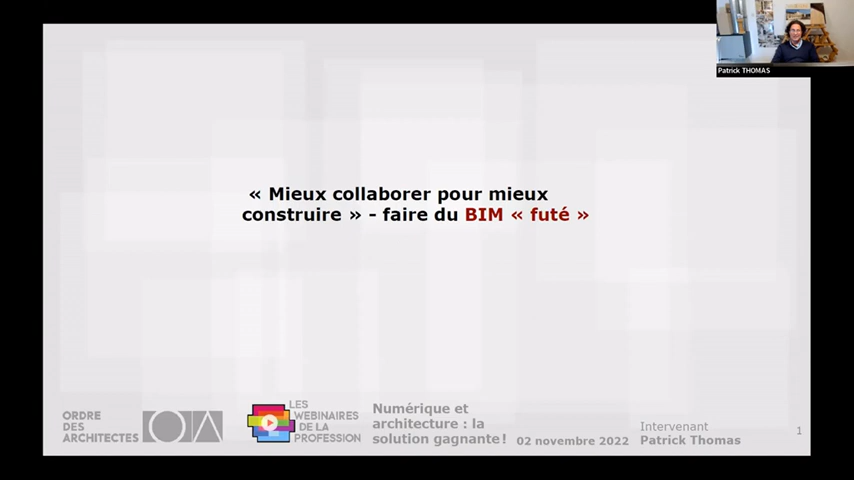 Patrick THOMAS
« Mieux collaborer pour mieux
construire » - faire du BIM « futé »
ORDRE
DES
ARCHITECTES
LES
WEBINAIRES
DE LA
PROFESSION
Numérique et
architecture : la
solution gagnante!
02 novembre 2022
Intervenant
Patrick Thomas
1